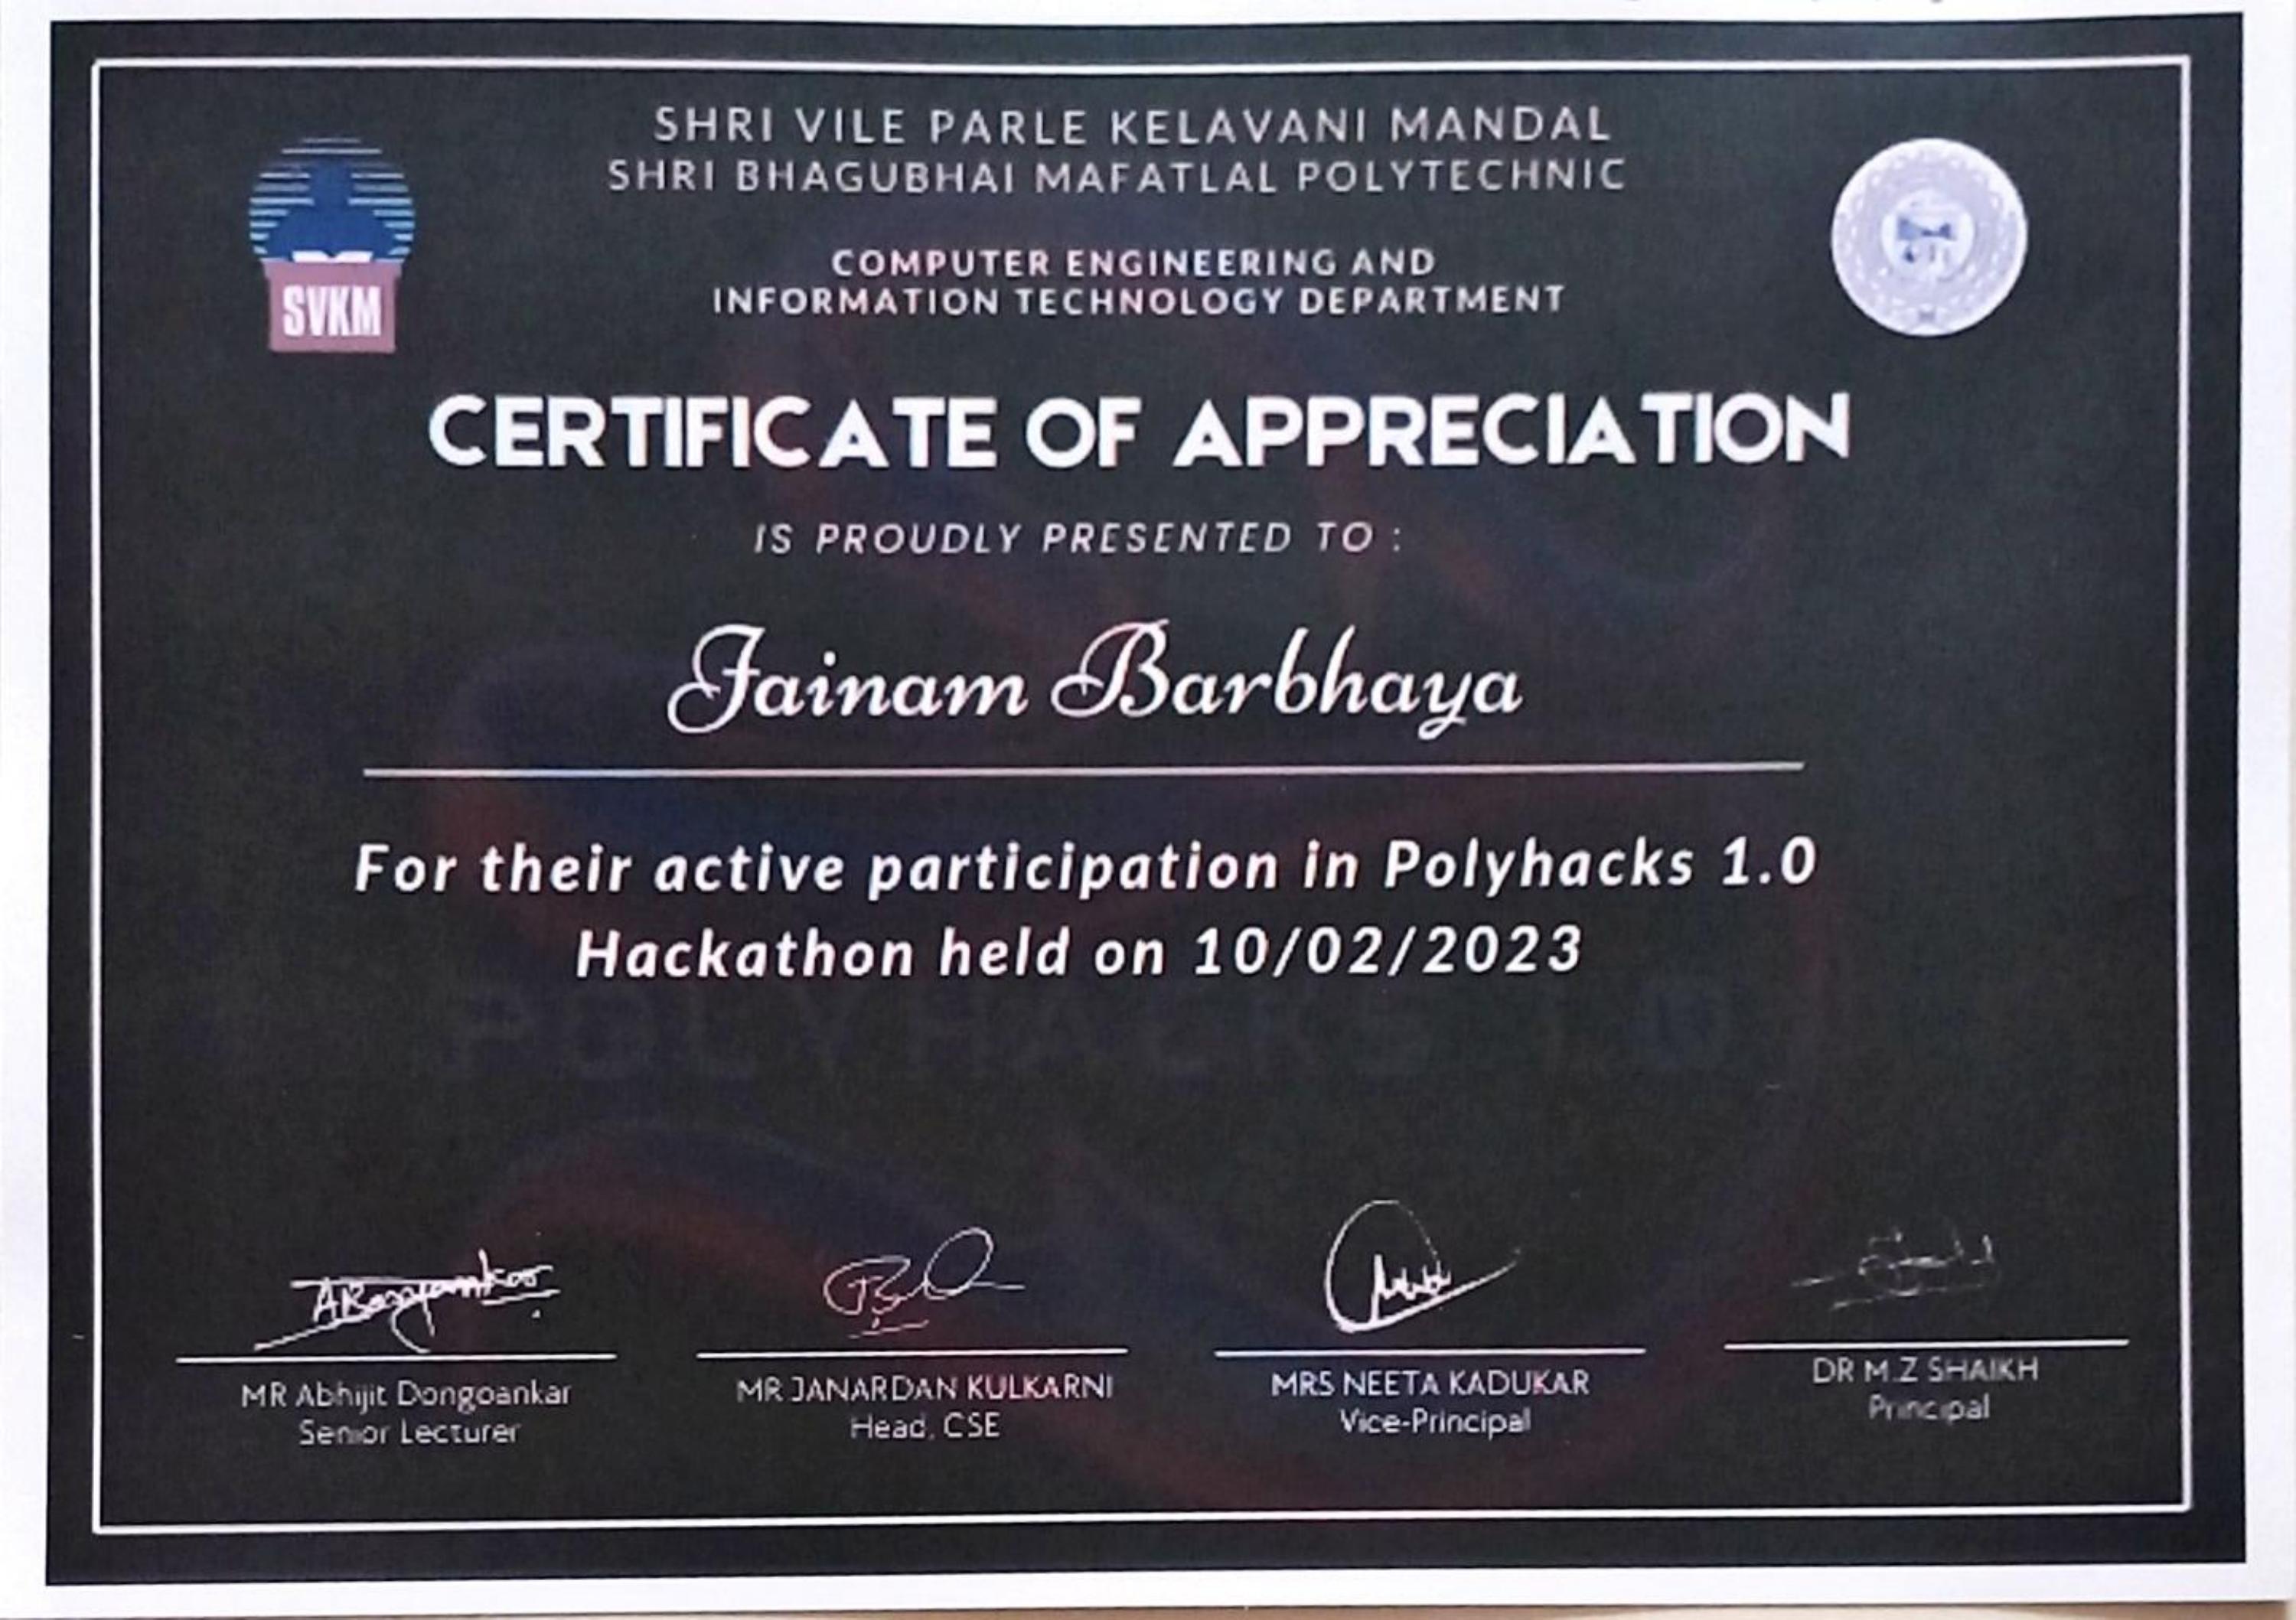 SHRI VILE PARLE KELAVANI MANDAL
SHRI BHAGUBHAI MAFATLAL POLYTECHNIC
SVKM
COMPUTER ENGINEERING AND
INFORMATION TECHNOLOGY DEPARTMENT
CERTIFICATE OF APPRECIATION
IS PROUDLY PRESENTED TO :
Jainam Barbhaya
For their active participation in Polyhacks 1.0
Hackathon held on 10/02/2023
POLYHACKS 1.0
MR Abhijit Dongoankar
Senior Lecturer
MR JANARDAN KULKARNI
Head, CSE
MRS NEETA KADUKAR
Vice-Principal
DR M.Z SHAIKH
Principal